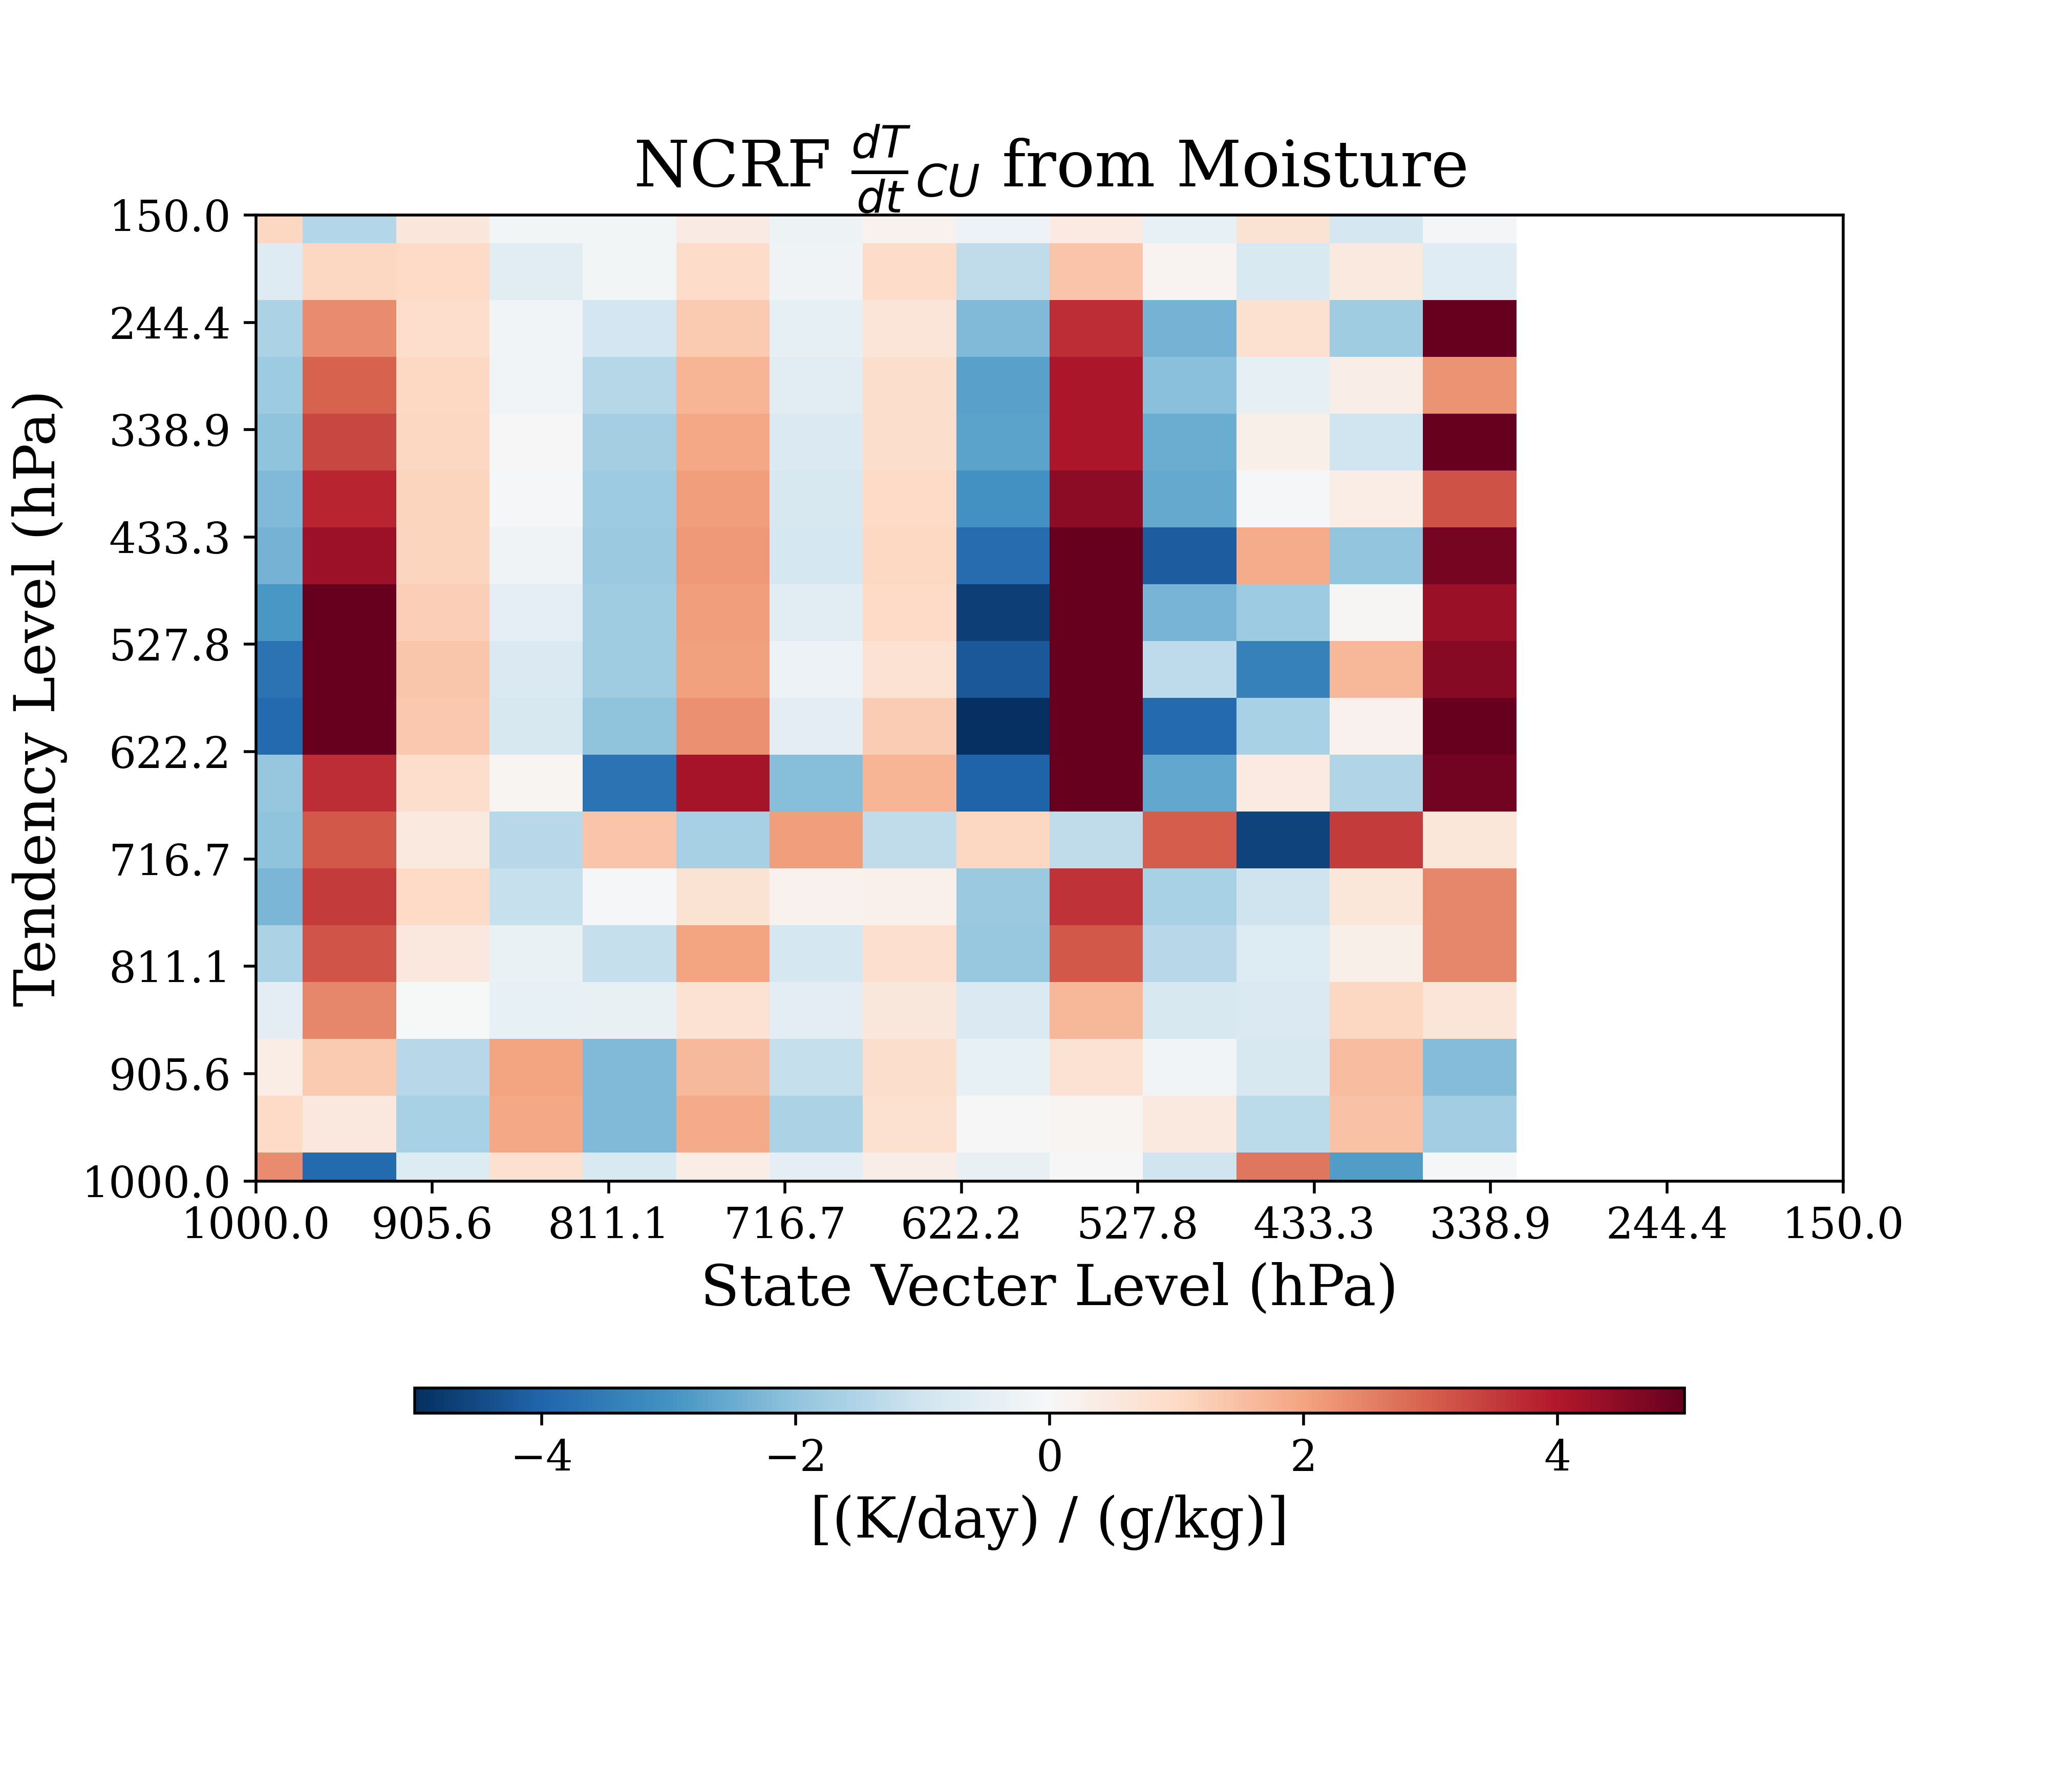 NCRF dT/dt CU from Moisture
Tendency Level (hPa)
150.0
244.4
338.9
433.3
527.8
622.2
716.7
811.1
905.6
1000.0
1000.0 905.6 811.1 716.7 622.2 527.8 433.3 338.9 244.4 150.0
State Vecter Level (hPa)
−4 −2 0 2 4
[(K/day) / (g/kg)]